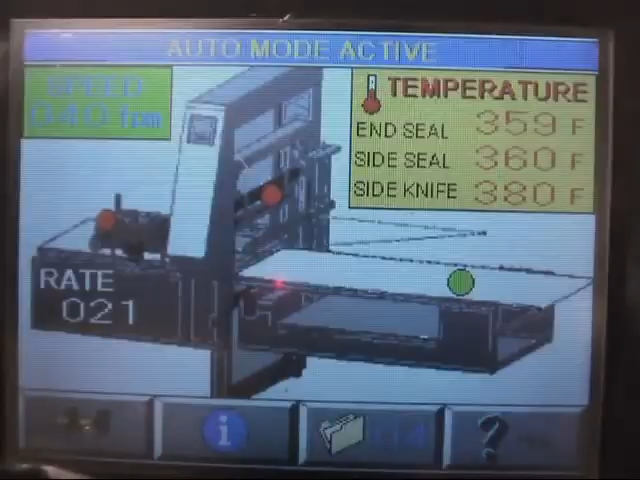 AUTO MODE ACTIVE
SPEED
040 fpm
TEMPERATURE
END SEAL 359 F
SIDE SEAL 360 F
SIDE KNIFE 380 F
RATE
021
i
?